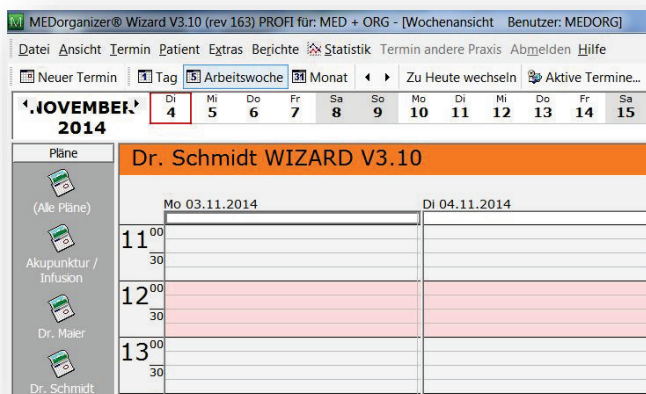 MEDorganizer® Wizard V3.10 (rev 163) PROFI für: MED + ORG - [Wochenansicht Benutzer: MEDORG]
Datei Ansicht Termin Patient Extras Berichte Statistik Termin andere Praxis Abmelden Hilfe
Neuer Termin 1 Tag 5 Arbeitswoche 31 Monat Zu Heute wechseln Aktive Termine...
NOVEMBER 2014
Di Mi Do Fr Sa So Mo Di Mi Do Fr Sa
4 5 6 7 8 9 10 11 12 13 14 15
Pläne
(Alle Pläne)
Akupunktur /
Infusion
Dr. Maier
Dr. Schmidt
Dr. Schmidt WIZARD V3.10
Mo 03.11.2014 Di 04.11.2014
11 00
30
12 00
30
13 00
30